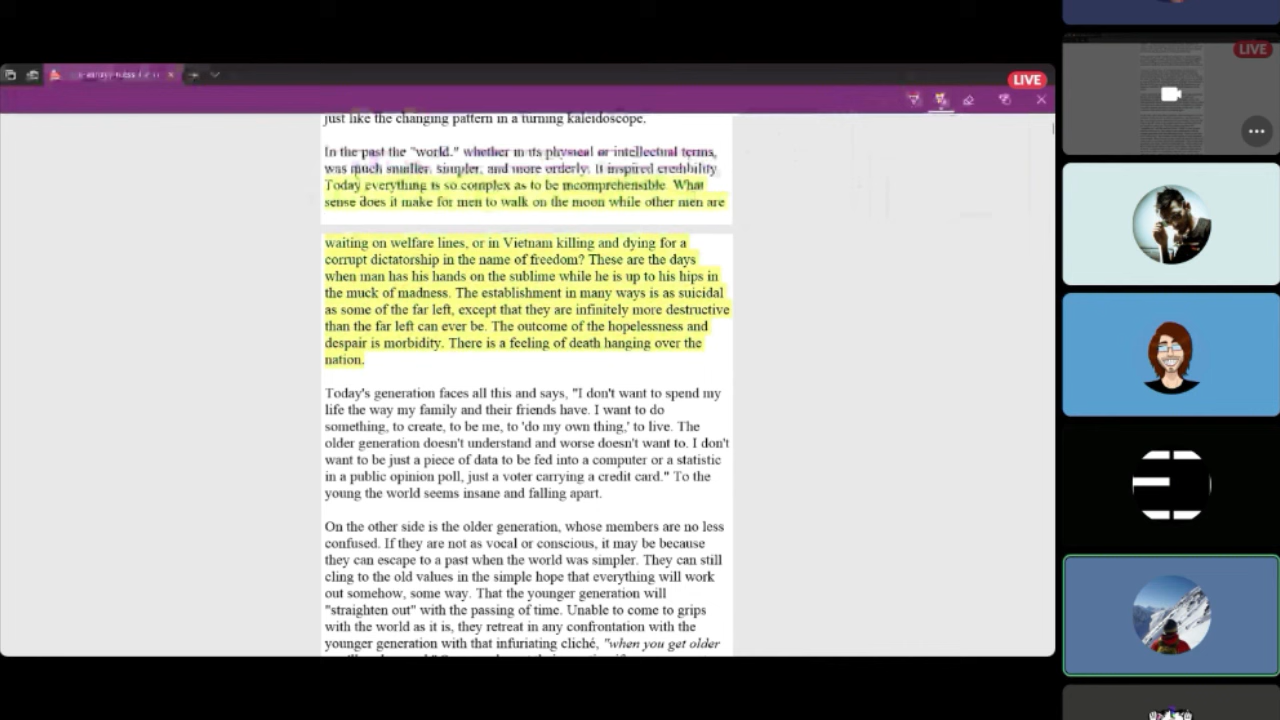 LIVE
LIVE
just like the changing pattern in a turning kaleidoscope.
In the past the "world." whether in its physical or intellectual terms,
was much smaller, simpler, and more orderly. It inspired credibility
Today everything is so complex as to be incomprehensible. What
sense does it make for men to walk on the moon while other men are
waiting on welfare lines, or in Vietnam killing and dying for a
corrupt dictatorship in the name of freedom? These are the days
when man has his hands on the sublime while he is up to his hips in
the muck of madness. The establishment in many ways is as suicidal
as some of the far left, except that they are infinitely more destructive
than the far left can ever be. The outcome of the hopelessness and
despair is morbidity. There is a feeling of death hanging over the
nation.
Today's generation faces all this and says, "I don't want to spend my
life the way my family and their friends have. I want to do
something, to create, to be me, to 'do my own thing,' to live. The
older generation doesn't understand and worse doesn't want to. I don't
want to be just a piece of data to be fed into a computer or a statistic
in a public opinion poll, just a voter carrying a credit card." To the
young the world seems insane and falling apart.
On the other side is the older generation, whose members are no less
confused. If they are not as vocal or conscious, it may be because
they can escape to a past when the world was simpler. They can still
cling to the old values in the simple hope that everything will work
out somehow, some way. That the younger generation will
"straighten out" with the passing of time. Unable to come to grips
with the world as it is, they retreat in any confrontation with the
younger generation with that infuriating cliché, "when you get older